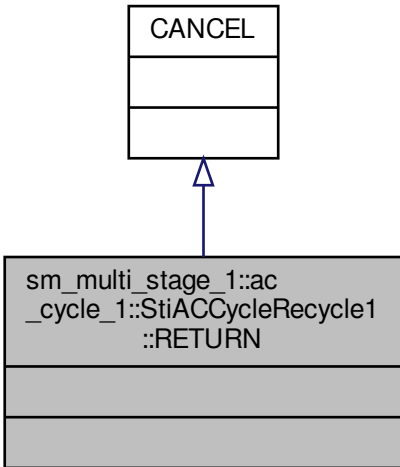 CANCEL
sm_multi_stage_1::ac
_cycle_1::StiACCycleRecycle1
::RETURN